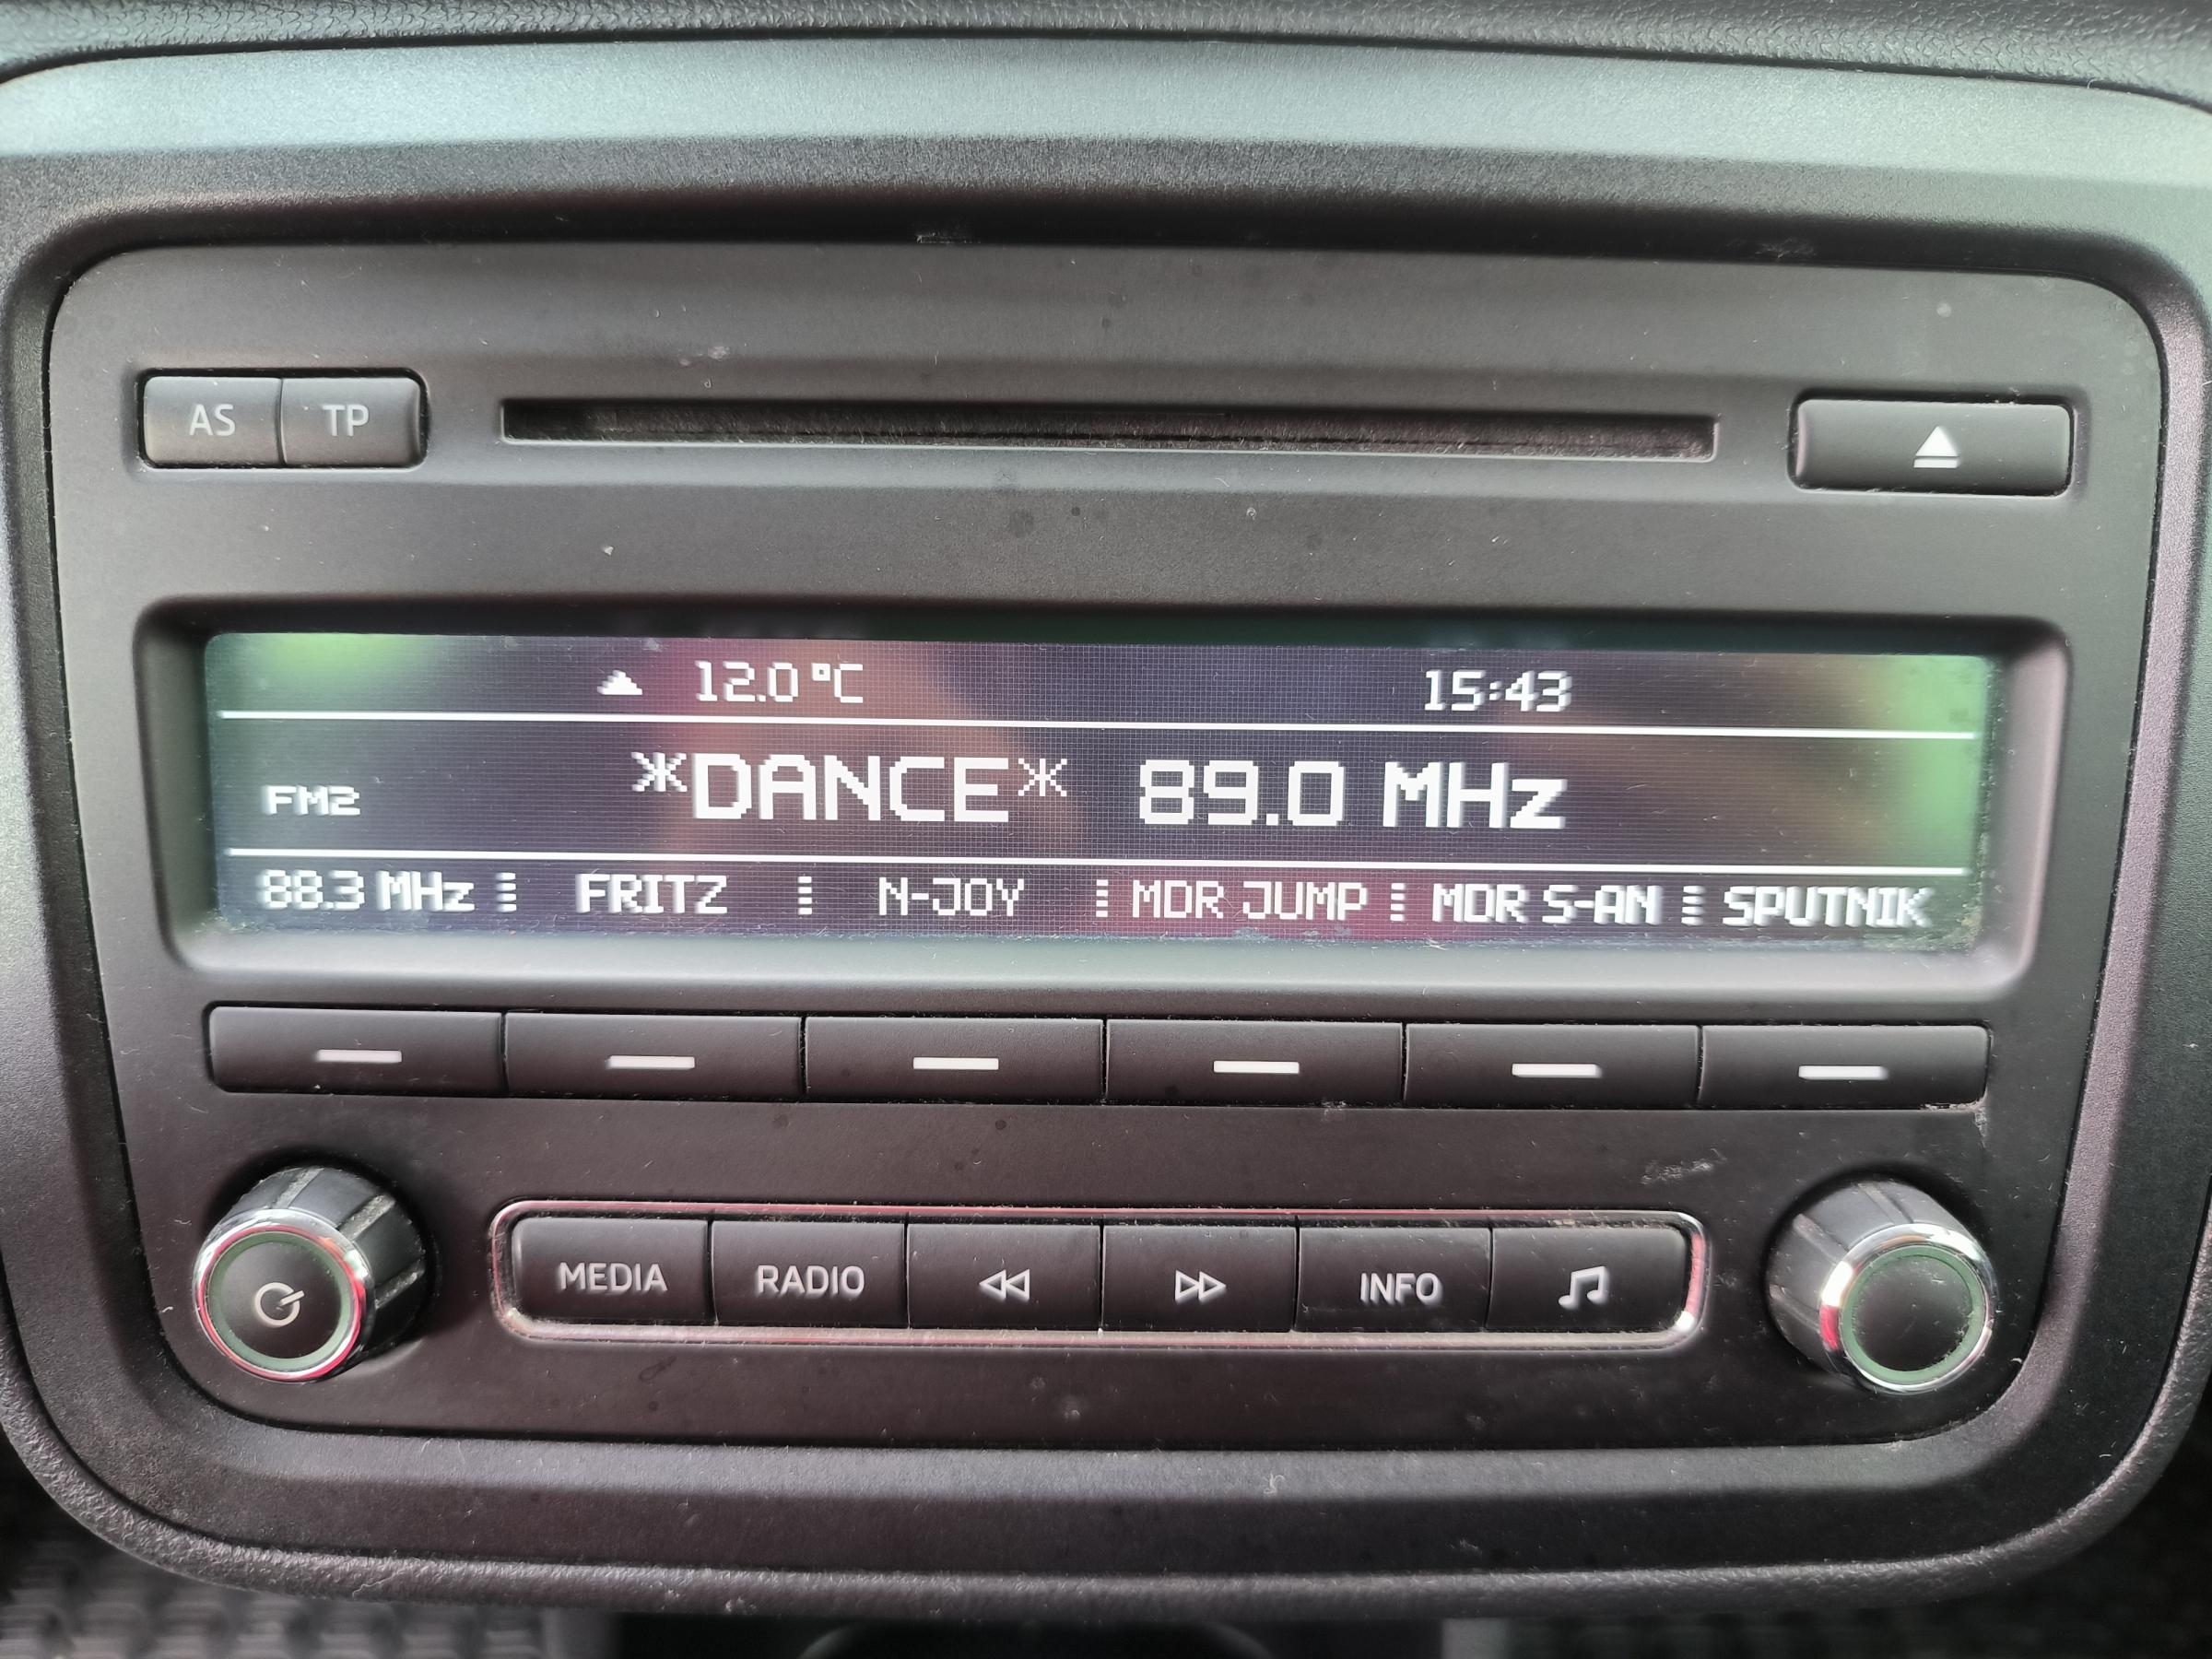 AS TP
12.0 °C 15:43
FM2 *DANCE* 89.0 MHz
88.3 MHz FRITZ N-JOY MDR JUMP MDR S-AN SPUTNIK
MEDIA RADIO INFO